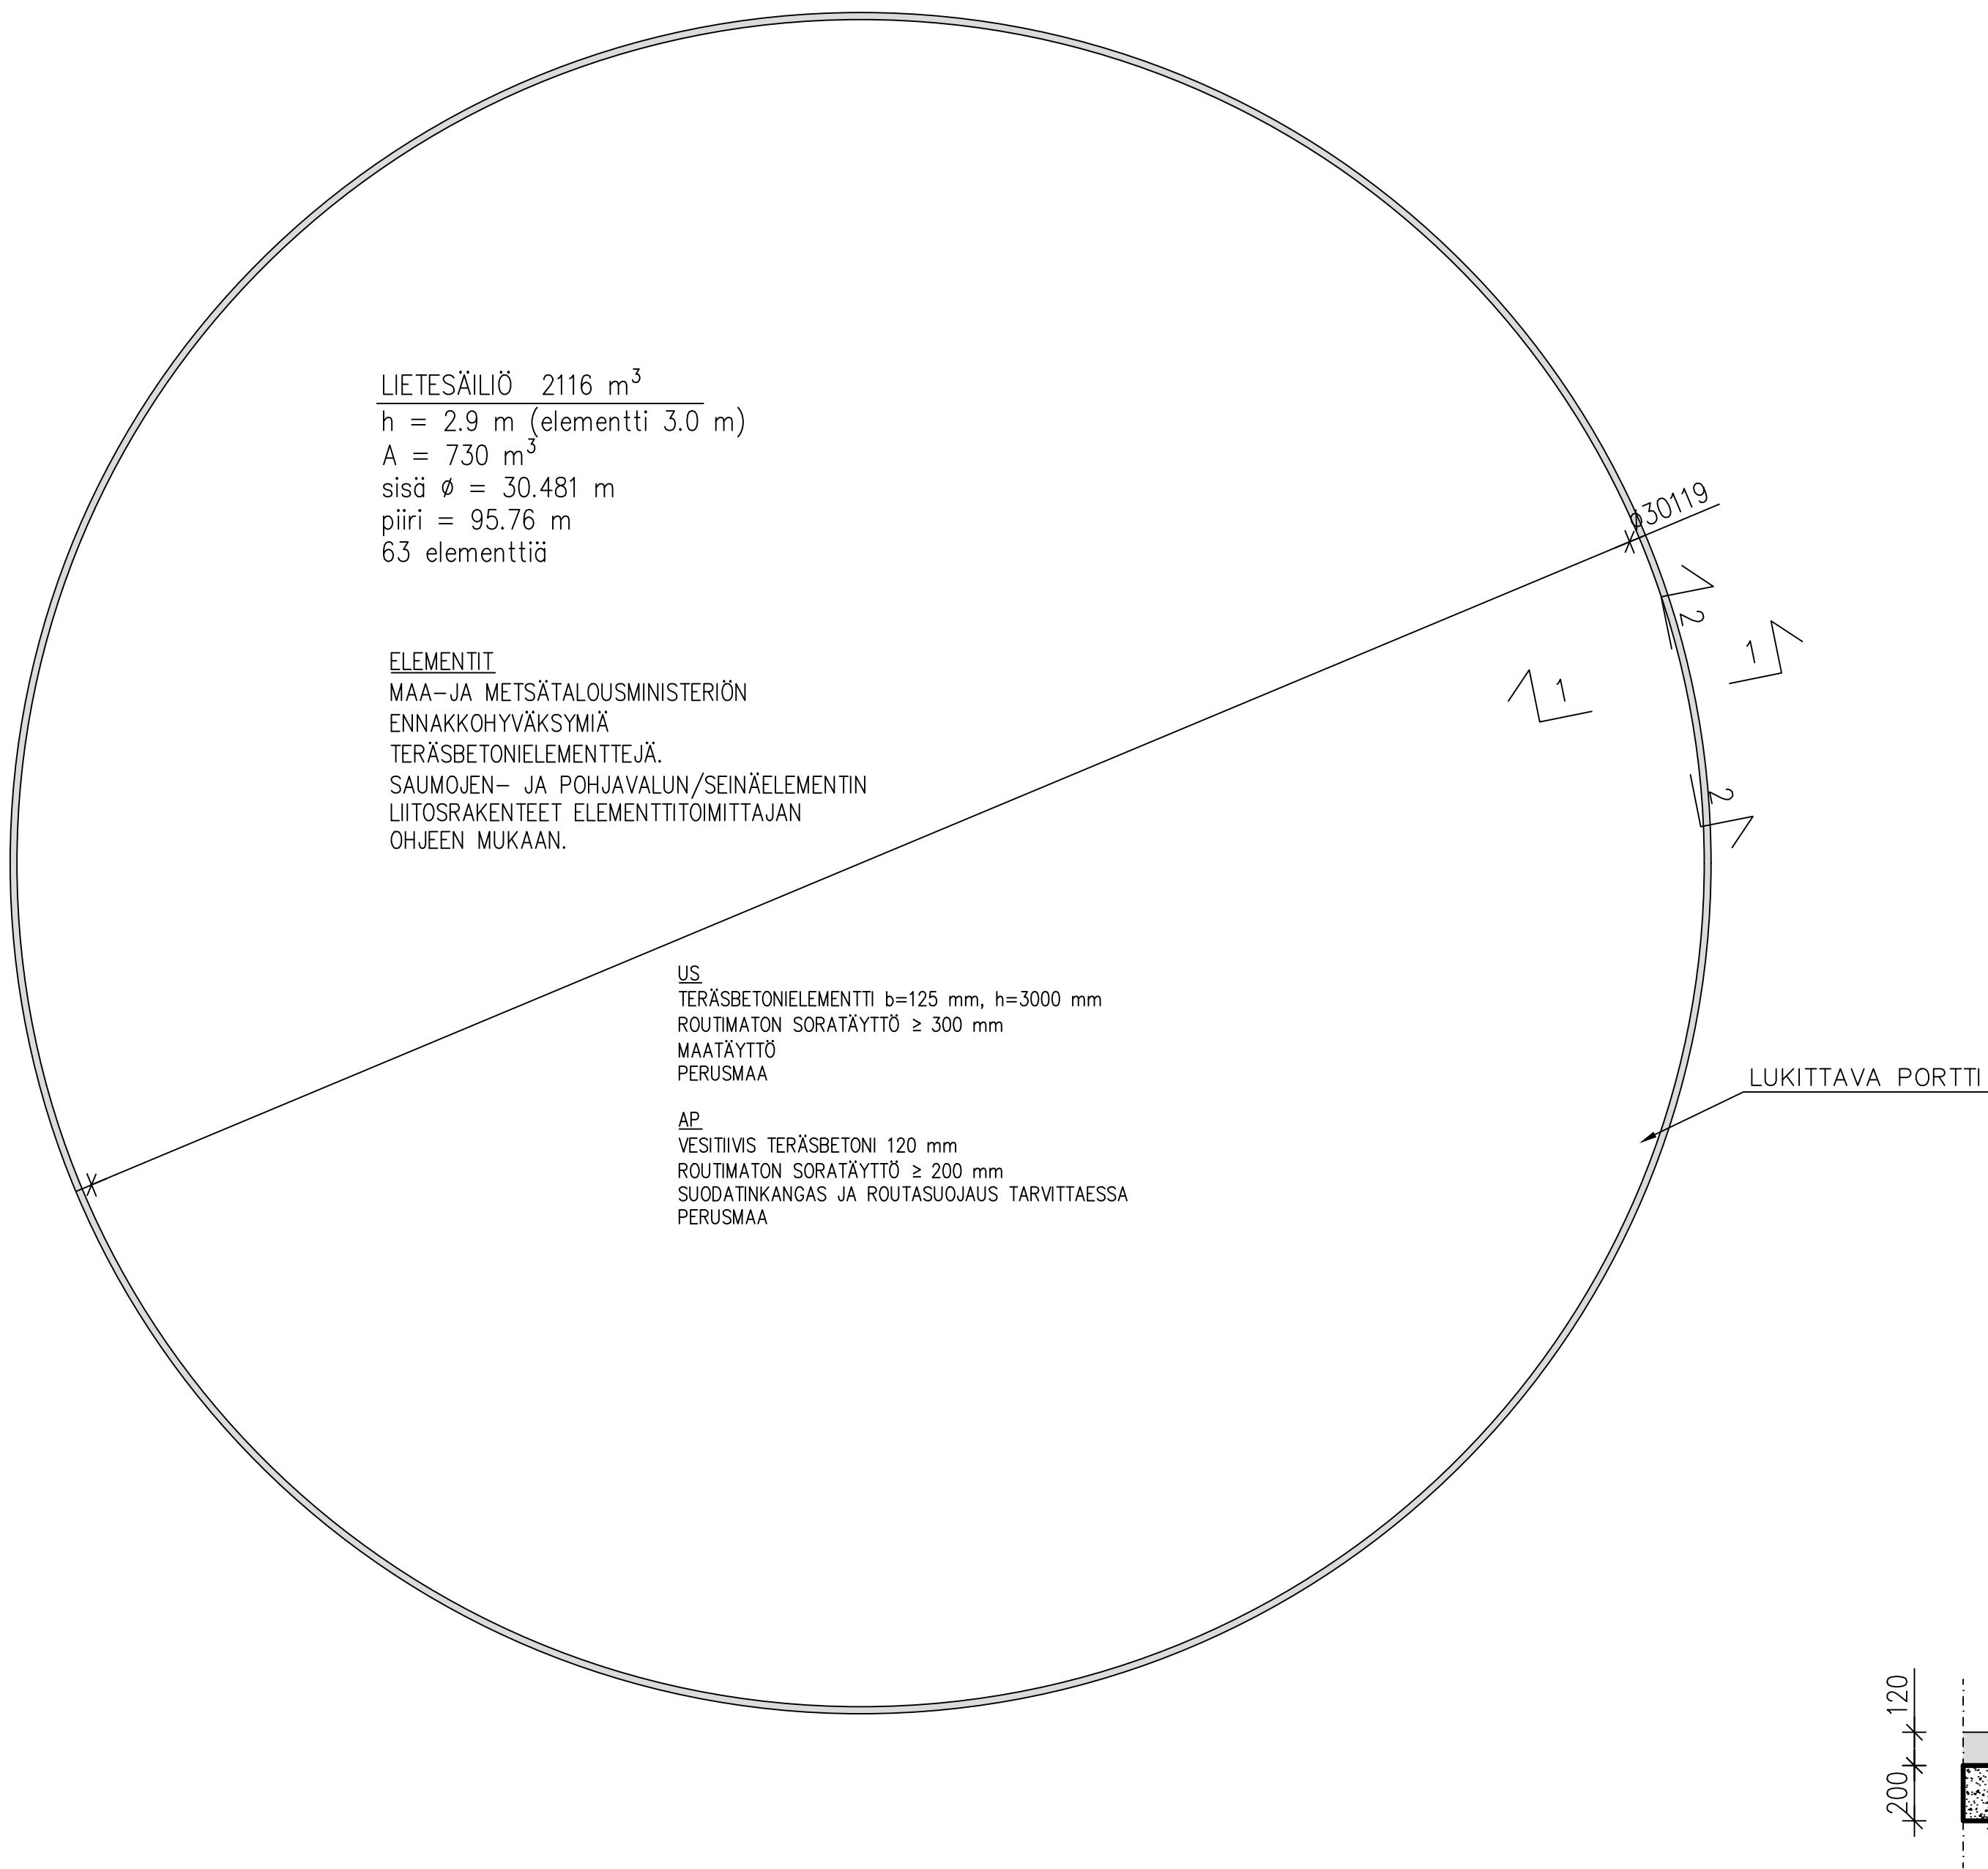 LIETESÄILIÖ 2116 m³
h = 2.9 m (elementti 3.0 m)
A = 730 m³
sisä ø = 30.481 m
piiri = 95.76 m
63 elementtiä
ø30119
2
1
1
2
ELEMENTIT
MAA-JA METSÄTALOUSMINISTERIÖN
ENNAKKOHYVÄKSYMIÄ
TERÄSBETONIELEMENTTEJÄ.
SAUMOJEN- JA POHJAVALUN/SEINÄELEMENTIN
LIITOSRAKENTEET ELEMENTTITOIMITTAJAN
OHJEEN MUKAAN.
US
TERÄSBETONIELEMENTTI b=125 mm, h=3000 mm
ROUTIMATON SORATÄYTTÖ ≥ 300 mm
MAATÄYTTÖ
PERUSMAA
LUKITTAVA PORTTI
AP
VESITIIVIS TERÄSBETONI 120 mm
ROUTIMATON SORATÄYTTÖ ≥ 200 mm
SUODATINKANGAS JA ROUTASUOJAUS TARVITTAESSA
PERUSMAA
120
200